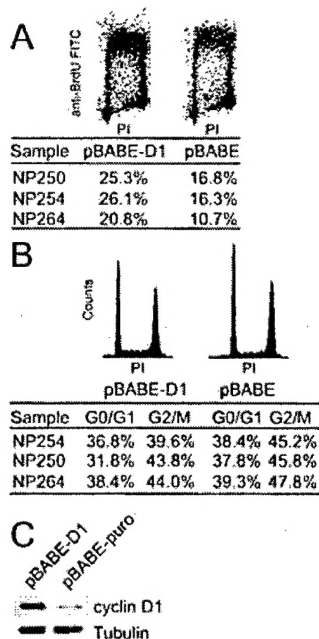 A
anti-BrdU FITC
PI PI
Sample pBABE-D1 pBABE
NP250 25.3% 16.8%
NP254 26.1% 16.3%
NP264 20.8% 10.7%
B
Counts
PI PI
pBABE-D1 pBABE
Sample G0/G1 G2/M G0/G1 G2/M
NP254 36.8% 39.6% 38.4% 45.2%
NP250 31.8% 43.8% 37.8% 45.8%
NP264 38.4% 44.0% 39.3% 47.8%
C
pBABE-D1
pBABE-puro
cyclin D1
Tubulin